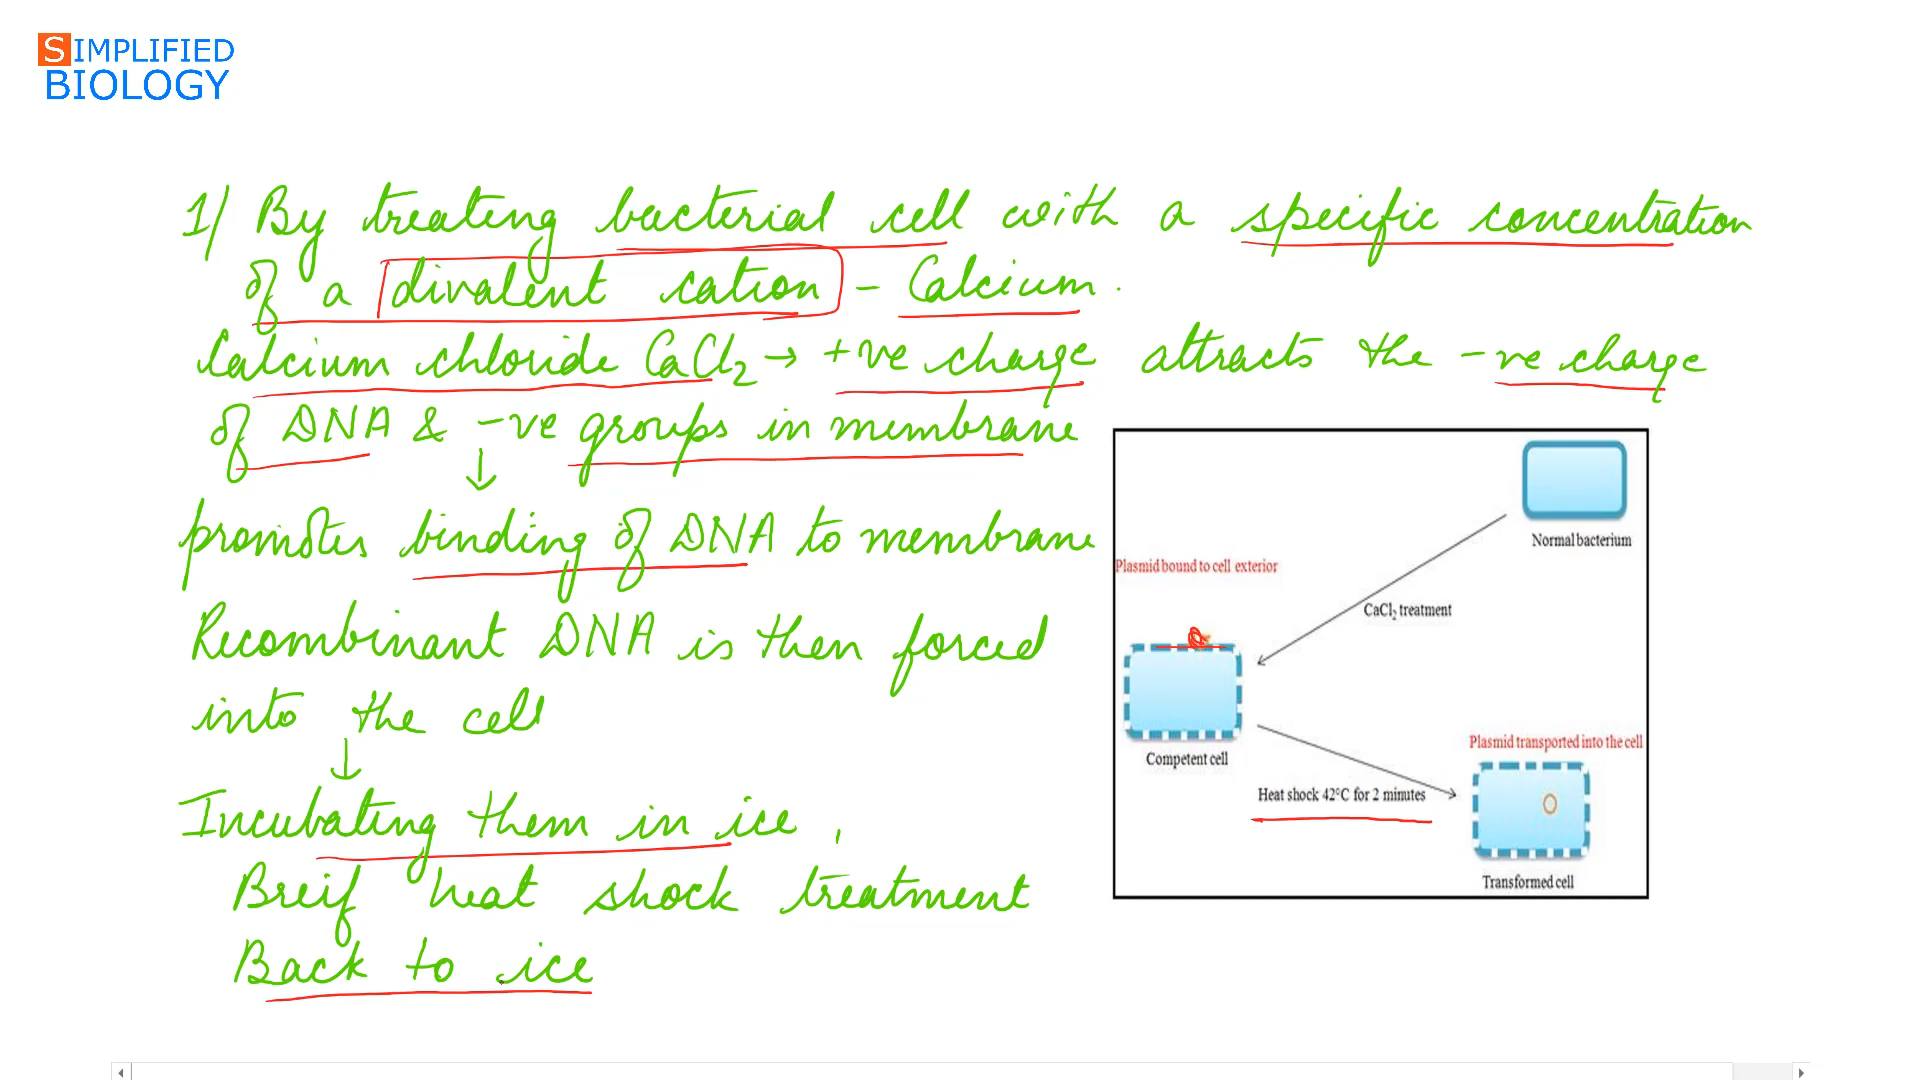 SIMPLIFIED
BIOLOGY
1) By treating bacterial cell with a specific concentration
of a divalent cation - Calcium.
Calcium chloride CaCl2 → +ve charge attracts the -ve charge
of DNA & -ve groups in membrane
↓
promotes binding of DNA to membrane
Recombinant DNA is then forced
into the cell
↓
Incubating them in ice,
Breif heat shock treatment
Back to ice
Normal bacterium
Plasmid bound to cell exterior
CaCl2 treatment
Competent cell
Plasmid transported into the cell
Heat shock 42°C for 2 minutes
Transformed cell